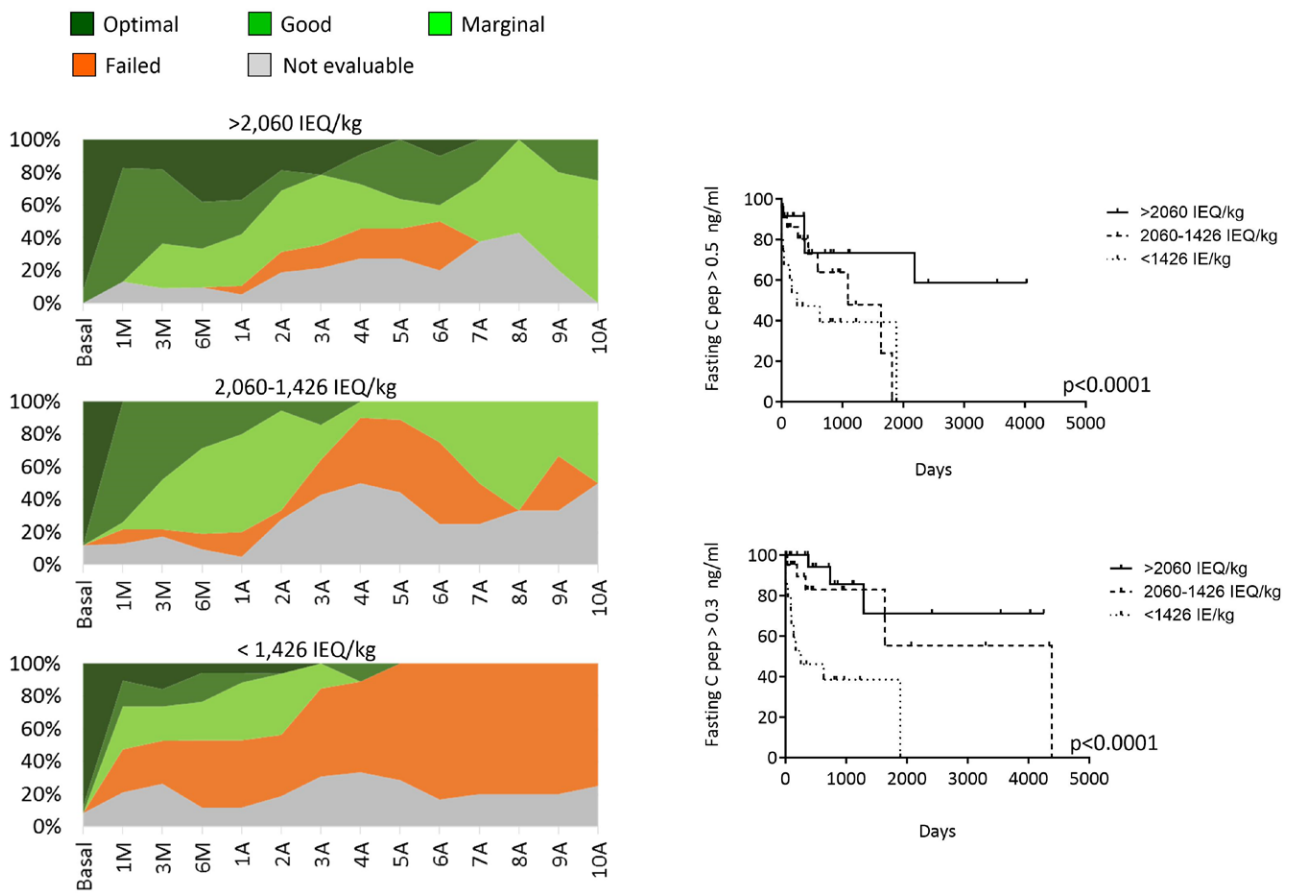 Optimal Good Marginal
Failed Not evaluable
>2,060 IEQ/kg
100%
80%
60%
40%
20%
0%
Basal 1M 3M 6M 1A 2A 3A 4A 5A 6A 7A 8A 9A 10A
2,060-1,426 IEQ/kg
100%
80%
60%
40%
20%
0%
Basal 1M 3M 6M 1A 2A 3A 4A 5A 6A 7A 8A 9A 10A
< 1,426 IEQ/kg
100%
80%
60%
40%
20%
0%
Basal 1M 3M 6M 1A 2A 3A 4A 5A 6A 7A 8A 9A 10A
Fasting C pep > 0.5 ng/ml
100
80
60
40
20
0
0 1000 2000 3000 4000 5000
Days
>2060 IEQ/kg
2060-1426 IEQ/kg
<1426 IE/kg
p<0.0001
Fasting C pep > 0.3 ng/ml
100
80
60
40
20
0
0 1000 2000 3000 4000 5000
Days
>2060 IEQ/kg
2060-1426 IEQ/kg
<1426 IE/kg
p<0.0001